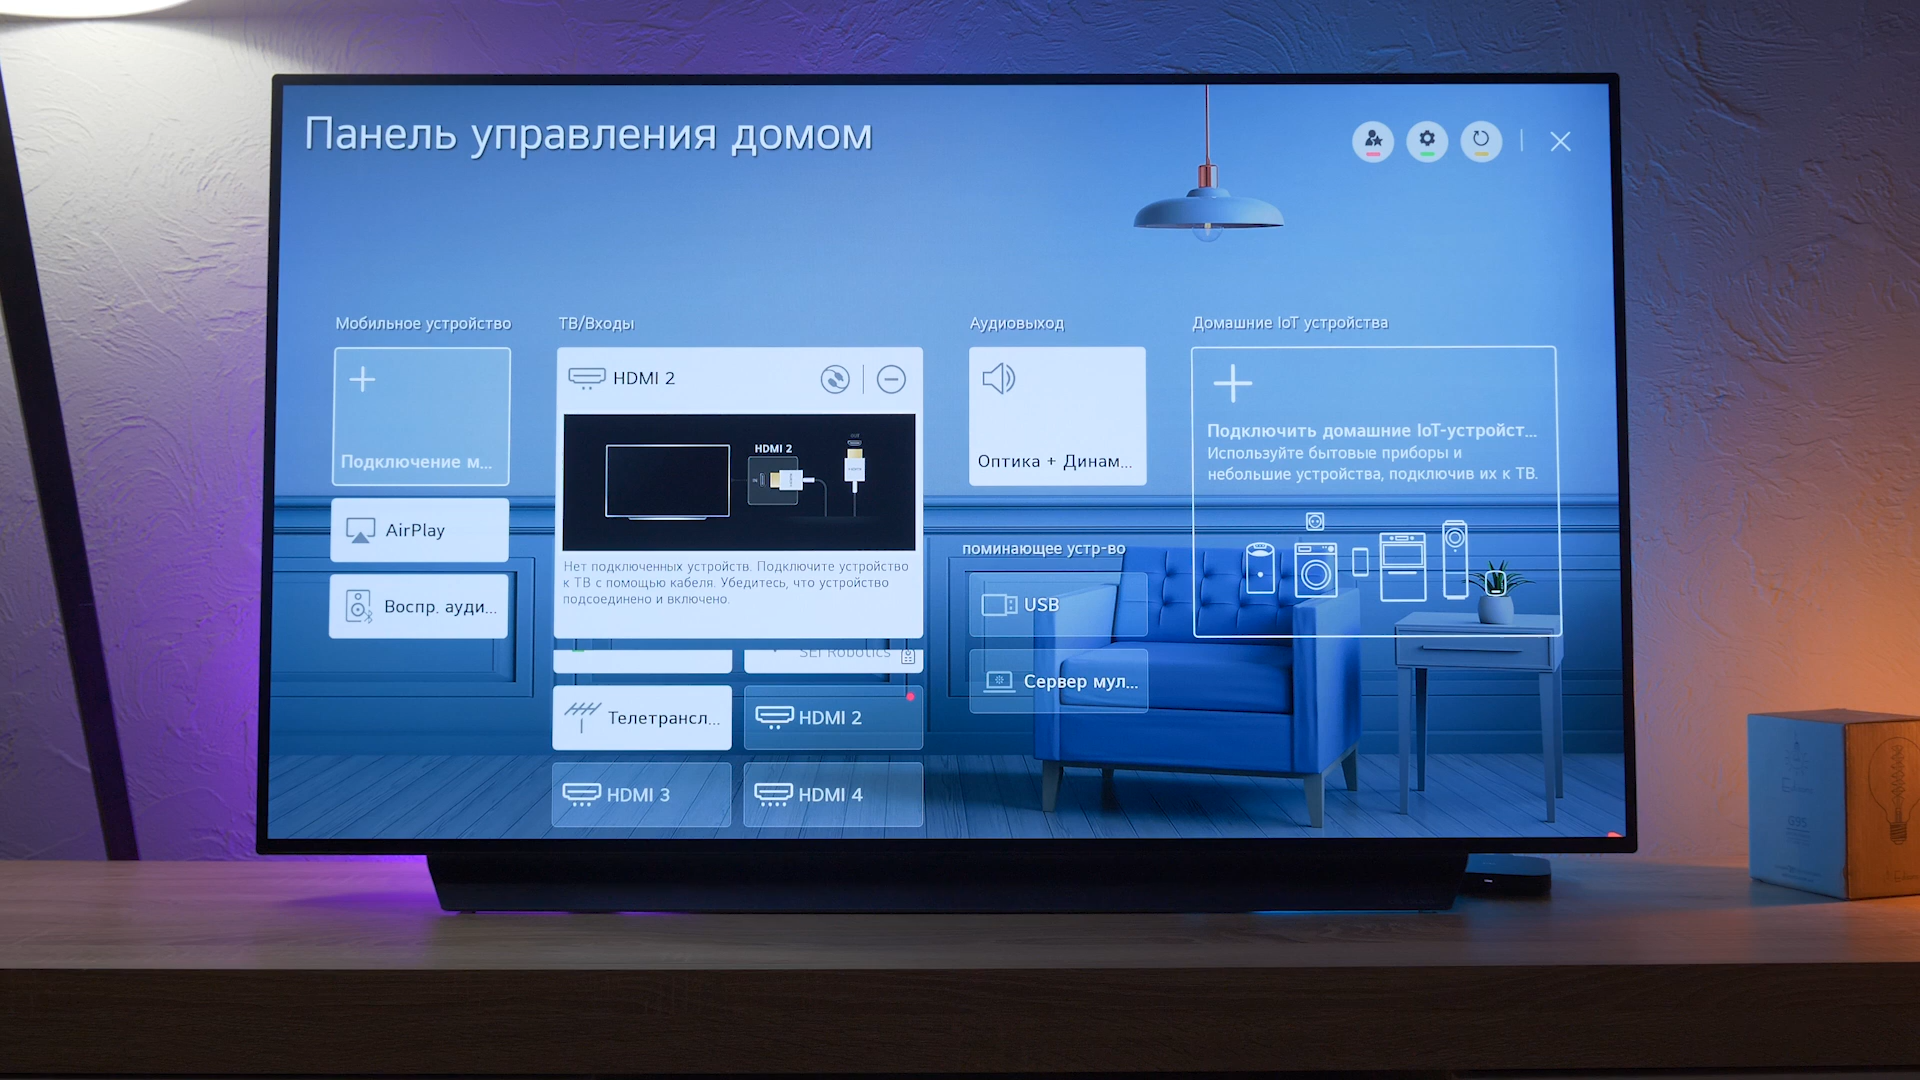 Панель управления домом
Мобильное устройство
ТВ/Входы
Аудиовыход
Домашние IoT устройства
Подключение м...
AirPlay
Воспр. ауди...
HDMI 2
HDMI 2
Нет подключенных устройств. Подключите устройство
к ТВ с помощью кабеля. Убедитесь, что устройство
подсоединено и включено.
SEI Robotics
Телетрансл...
HDMI 2
HDMI 3
HDMI 4
Оптика + Динам...
поминающее устр-во
USB
Сервер мул...
Подключить домашние IoT-устройст...
Используйте бытовые приборы и
небольшие устройства, подключив их к ТВ.
G95